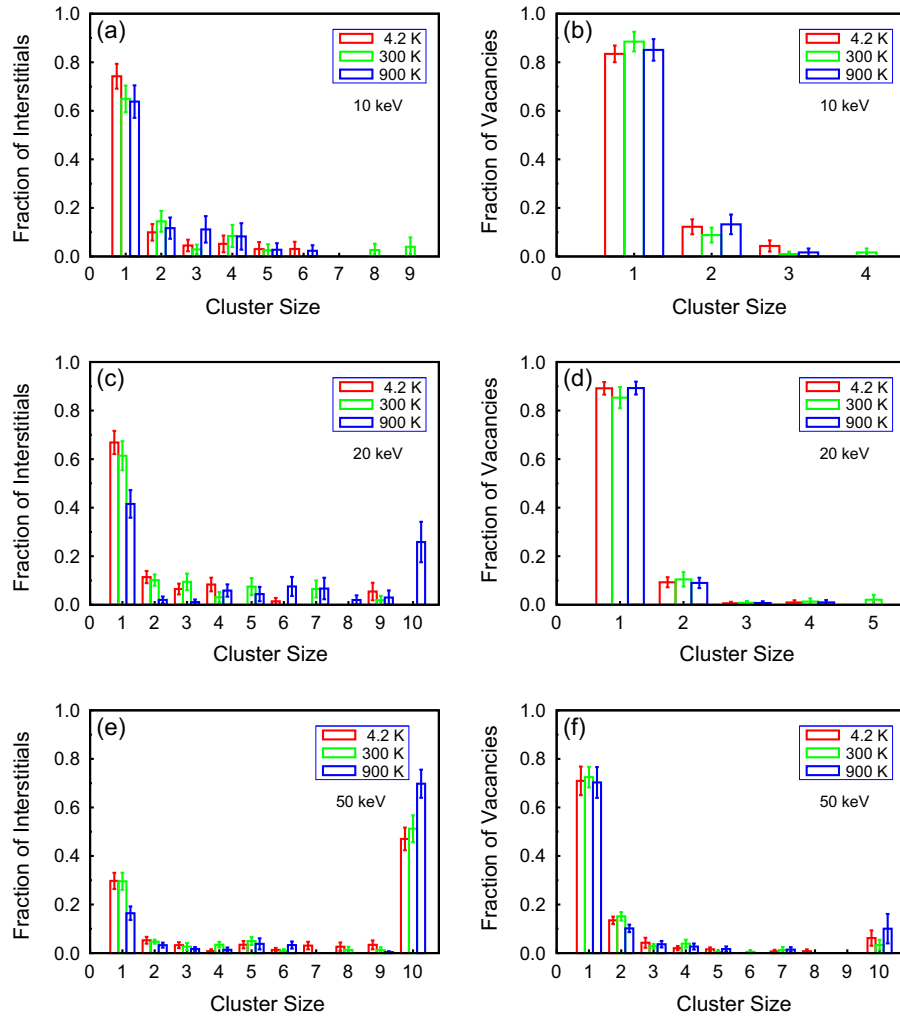 (a)
4.2 K
300 K
900 K
10 keV
Fraction of Interstitials
1.0
0.8
0.6
0.4
0.2
0.0
0 1 2 3 4 5 6 7 8 9
Cluster Size
(b)
4.2 K
300 K
900 K
10 keV
Fraction of Vacancies
1.0
0.8
0.6
0.4
0.2
0.0
0 1 2 3 4
Cluster Size
(c)
4.2 K
300 K
900 K
20 keV
Fraction of Interstitials
1.0
0.8
0.6
0.4
0.2
0.0
0 1 2 3 4 5 6 7 8 9 10
Cluster Size
(d)
4.2 K
300 K
900 K
20 keV
Fraction of Vacancies
1.0
0.8
0.6
0.4
0.2
0.0
0 1 2 3 4 5
Cluster Size
(e)
4.2 K
300 K
900 K
50 keV
Fraction of Interstitials
1.0
0.8
0.6
0.4
0.2
0.0
0 1 2 3 4 5 6 7 8 9 10
Cluster Size
(f)
4.2 K
300 K
900 K
50 keV
Fraction of Vacancies
1.0
0.8
0.6
0.4
0.2
0.0
0 1 2 3 4 5 6 7 8 9 10
Cluster Size